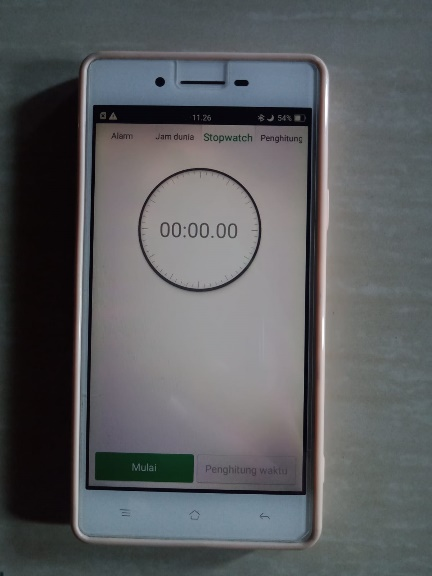 11.26 54%
Alarm Jam dunia Stopwatch Penghitung
00:00.00
Mulai Penghitung waktu